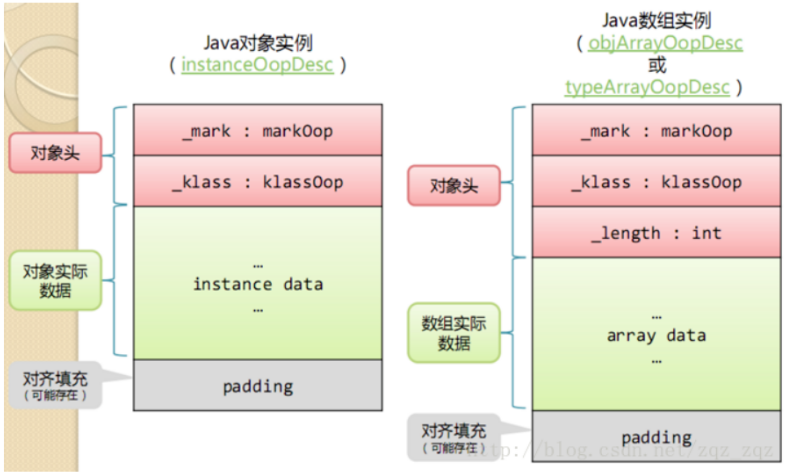 Java对象实例
（instanceOopDesc）
对象头
_mark : markOop
_klass : klassOop
对象实际
数据
…
instance data
…
对齐填充
（可能存在）
padding
Java数组实例
（objArrayOopDesc
或
typeArrayOopDesc）
对象头
_mark : markOop
_klass : klassOop
_length : int
数组实际
数据
…
array data
…
对齐填充
（可能存在）
padding
http://blog.csdn.net/zqz_zqz